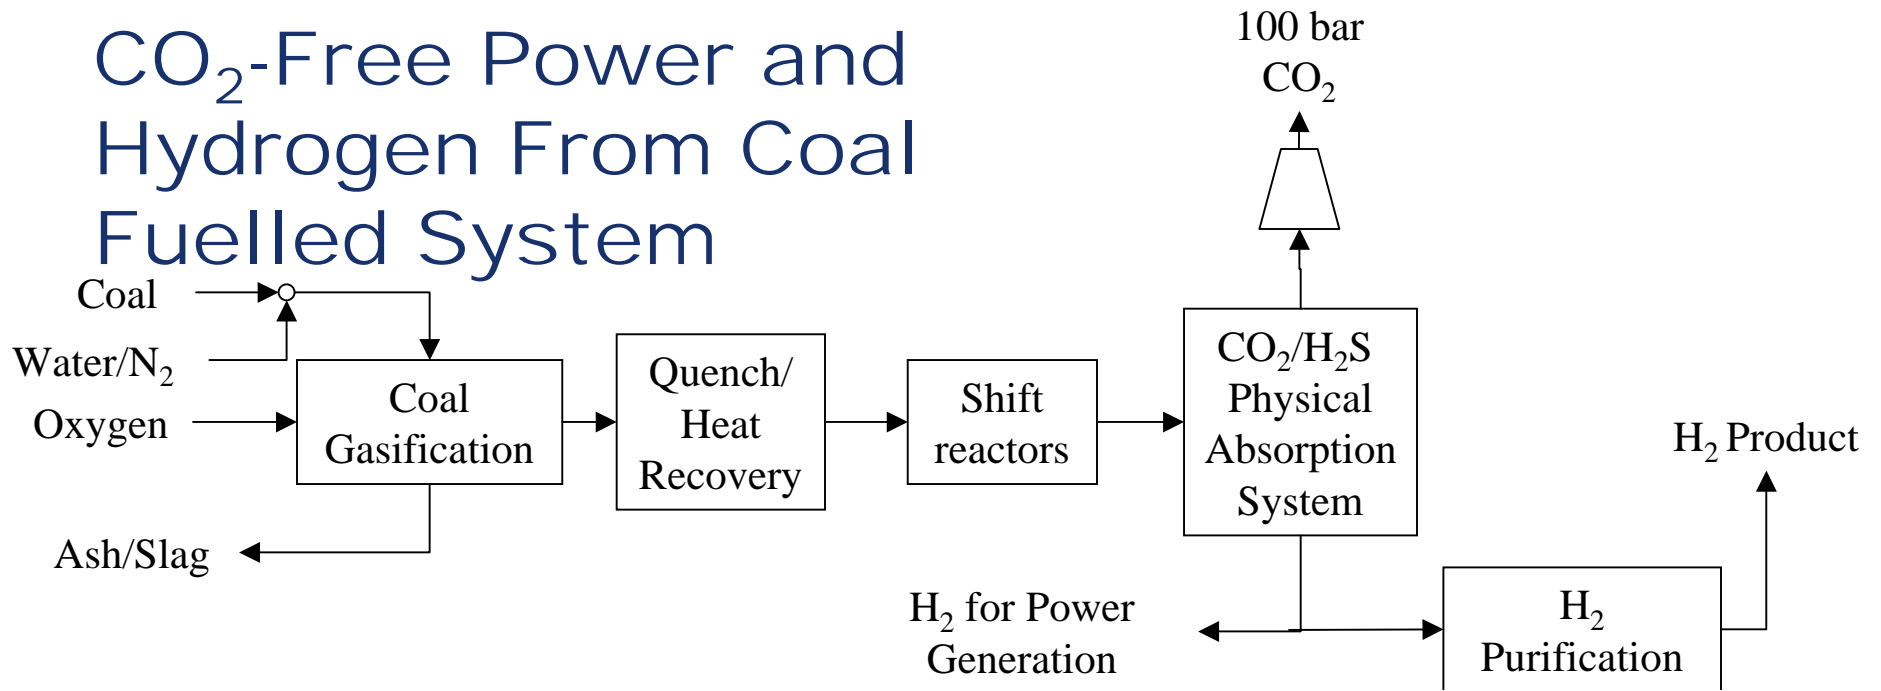 CO₂-Free Power and
Hydrogen From Coal
Fuelled System
100 bar
CO₂
Coal
Water/N₂
Oxygen
Coal
Gasification
Ash/Slag
Quench/
Heat
Recovery
Shift
reactors
CO₂/H₂S
Physical
Absorption
System
H₂ for Power
Generation
H₂
Purification
H₂ Product